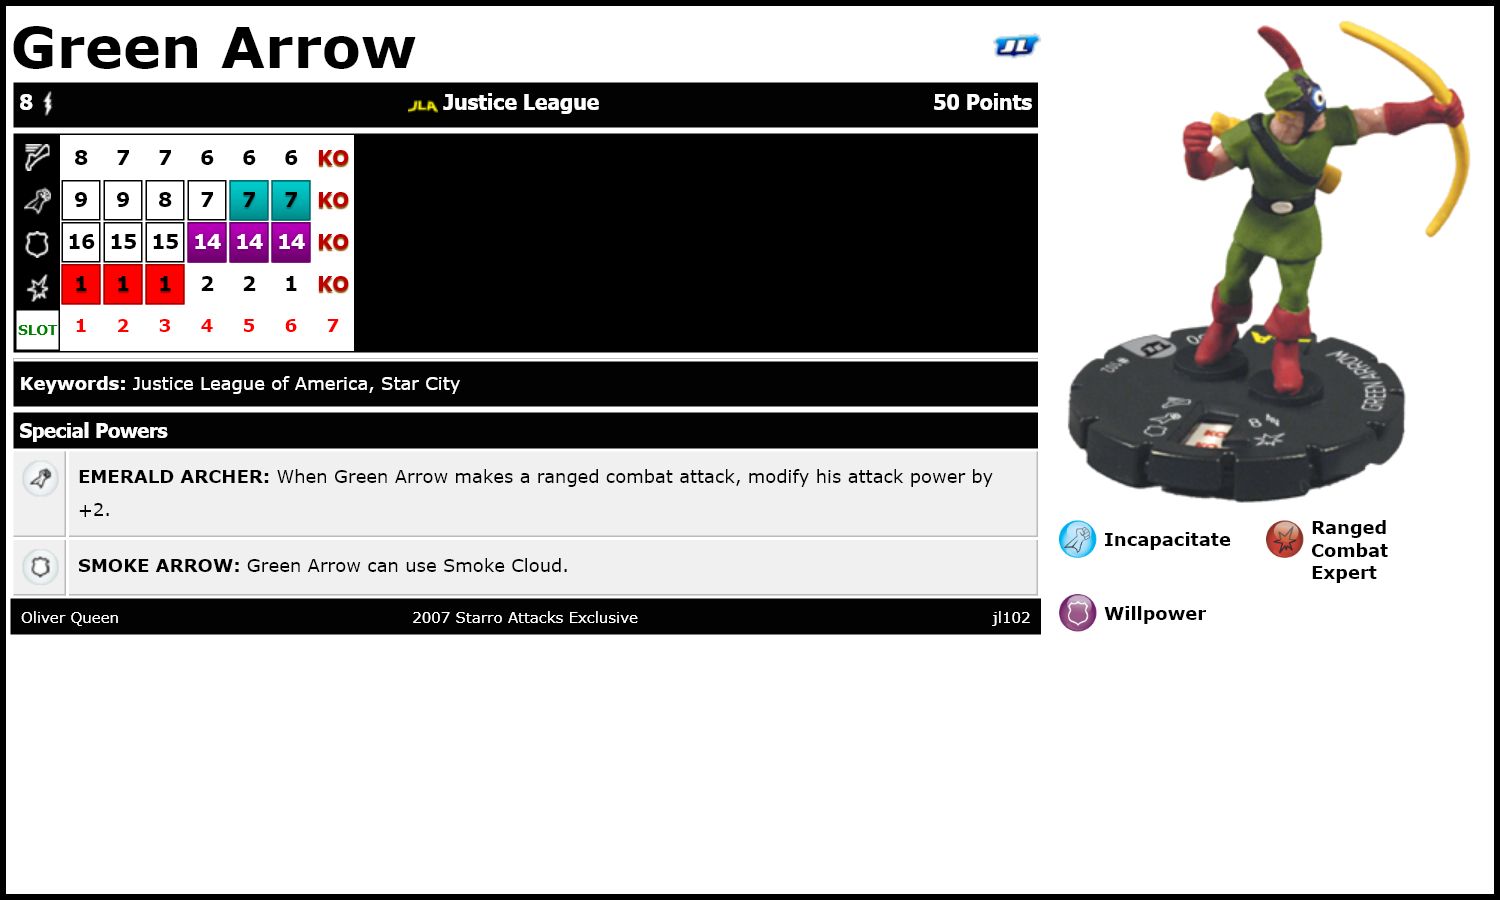 Green Arrow
JL
8 JLA Justice League 50 Points
8 7 7 6 6 6 KO
9 9 8 7 7 7 KO
16 15 15 14 14 14 KO
1 1 1 2 2 1 KO
SLOT 1 2 3 4 5 6 7
Keywords: Justice League of America, Star City
Special Powers
EMERALD ARCHER: When Green Arrow makes a ranged combat attack, modify his attack power by
+2.
SMOKE ARROW: Green Arrow can use Smoke Cloud.
Oliver Queen 2007 Starro Attacks Exclusive jl102
GREEN ARROW
#102
8
KO
KO
Incapacitate
Ranged
Combat
Expert
Willpower